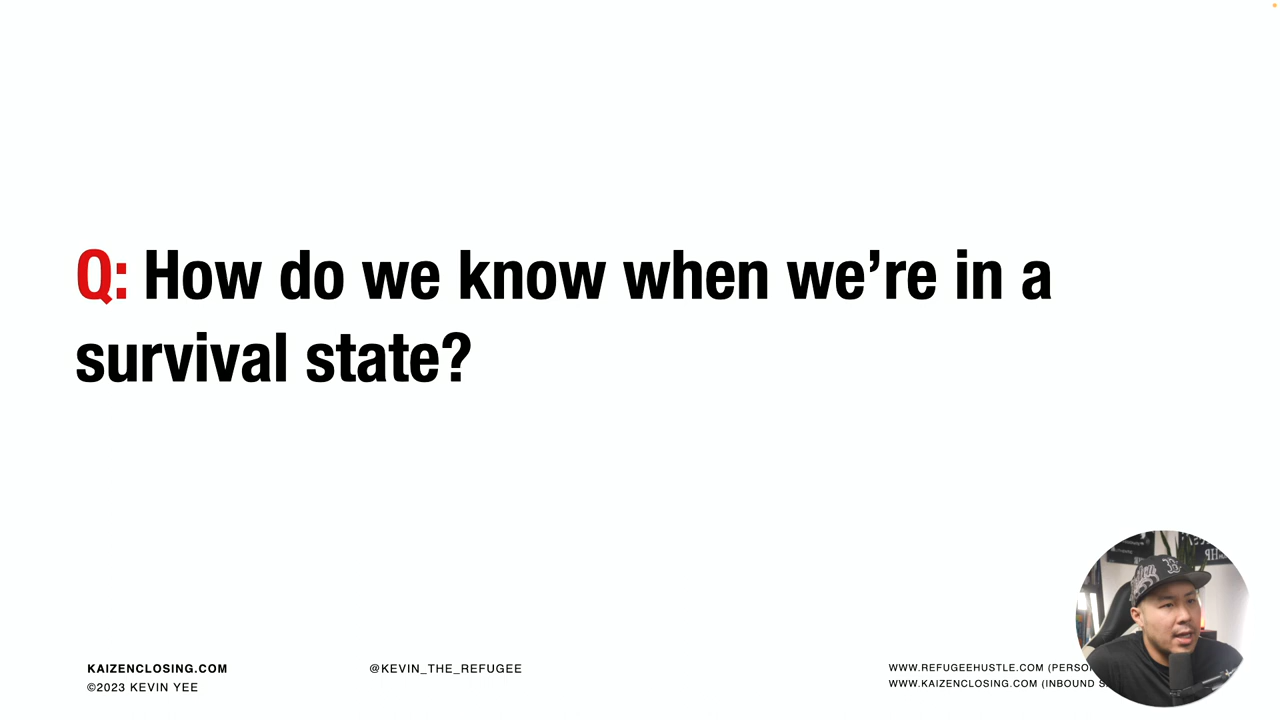 Q: How do we know when we’re in a
survival state?
KAIZENCLOSING.COM
©2023 KEVIN YEE
@KEVIN_THE_REFUGEE
WWW.REFUGEEHUSTLE.COM
WWW.KAIZENCLOSING.COM (INBOUND